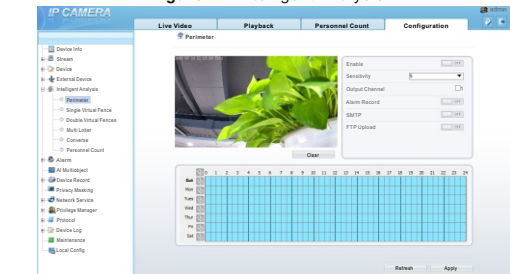 IP CAMERA
admin
Live Video
Playback
Personnel Count
Configuration
Perimeter
Device Info
Stream
Device
External Device
Intelligent Analysis
Perimeter
Single Virtual Fence
Double Virtual Fences
Multi Loiter
Converse
Personnel Count
Alarm
AI Multiobject
Device Record
Privacy Masking
Network Service
Privilege Manager
Protocol
Device Log
Maintenance
Local Config
Enable
Sensitivity
Output Channel
Alarm Record
SMTP
FTP Upload
Clear
0 1 2 3 4 5 6 7 8 9 10 11 12 13 14 15 16 17 18 19 20 21 22 23 24
Sun
Mon
Tues
Wed
Thur
Fri
Sat
Refresh
Apply